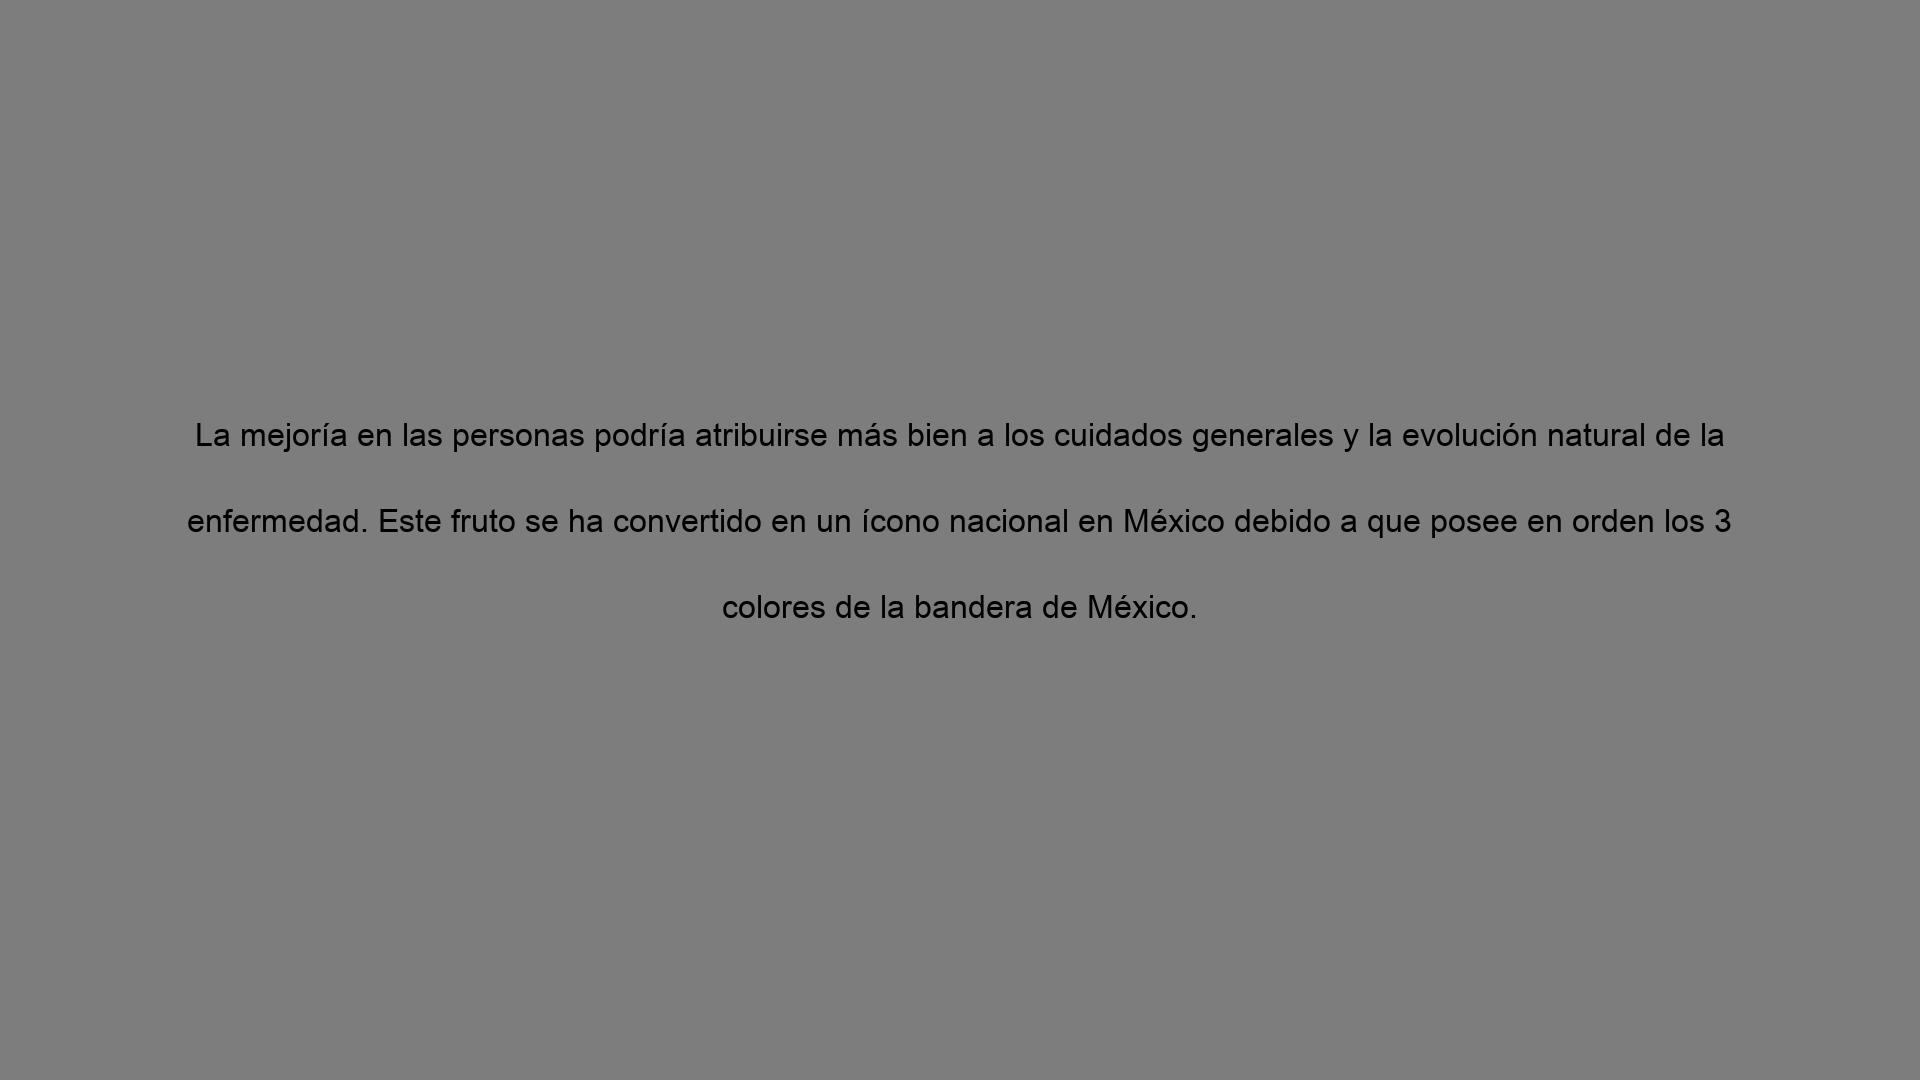 La mejoría en las personas podría atribuirse más bien a los cuidados generales y la evolución natural de la
enfermedad. Este fruto se ha convertido en un ícono nacional en México debido a que posee en orden los 3
colores de la bandera de México.